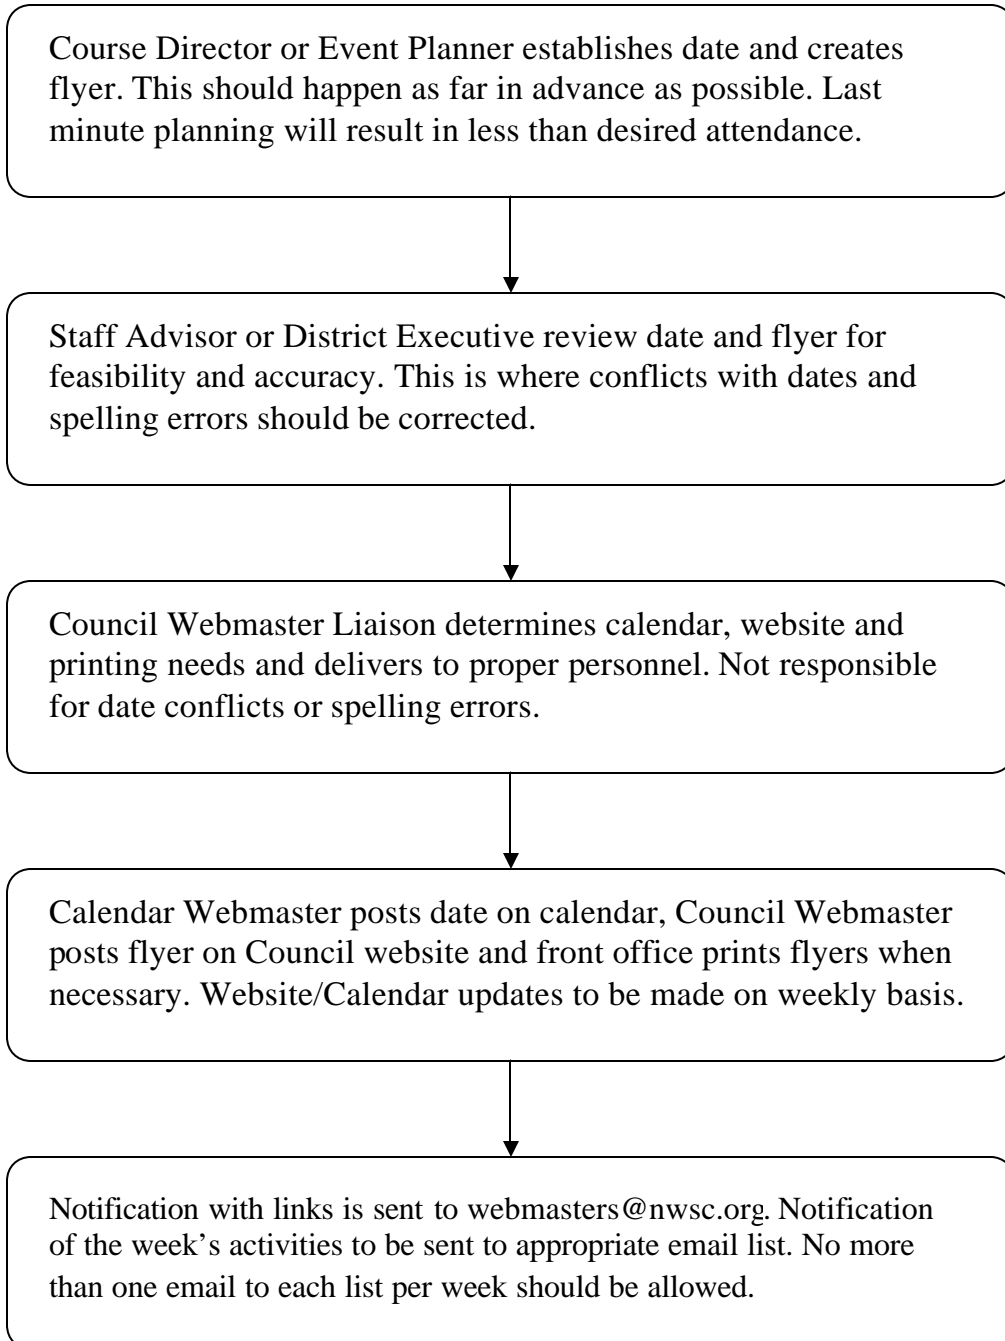 Course Director or Event Planner establishes date and creates
flyer. This should happen as far in advance as possible. Last
minute planning will result in less than desired attendance.
Staff Advisor or District Executive review date and flyer for
feasibility and accuracy. This is where conflicts with dates and
spelling errors should be corrected.
Council Webmaster Liaison determines calendar, website and
printing needs and delivers to proper personnel. Not responsible
for date conflicts or spelling errors.
Calendar Webmaster posts date on calendar, Council Webmaster
posts flyer on Council website and front office prints flyers when
necessary. Website/Calendar updates to be made on weekly basis.
Notification with links is sent to webmasters@nwsc.org. Notification
of the week’s activities to be sent to appropriate email list. No more
than one email to each list per week should be allowed.